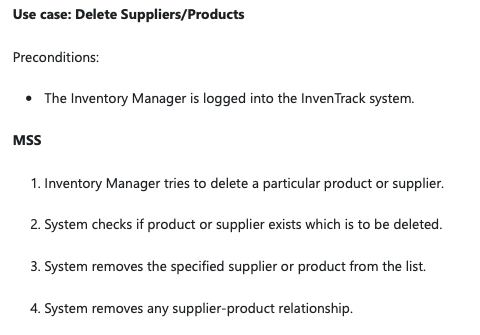 Use case: Delete Suppliers/Products
Preconditions:
• The Inventory Manager is logged into the InvenTrack system.
MSS
1. Inventory Manager tries to delete a particular product or supplier.
2. System checks if product or supplier exists which is to be deleted.
3. System removes the specified supplier or product from the list.
4. System removes any supplier-product relationship.